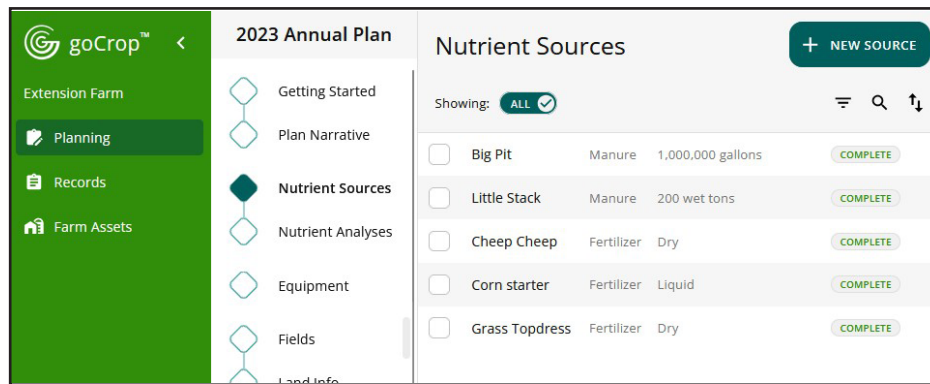 goCrop™
Extension Farm
Planning
Records
Farm Assets
2023 Annual Plan
Getting Started
Plan Narrative
Nutrient Sources
Nutrient Analyses
Equipment
Fields
Land Info
Nutrient Sources
+ NEW SOURCE
Showing: ALL
Big Pit Manure 1,000,000 gallons COMPLETE
Little Stack Manure 200 wet tons COMPLETE
Cheep Cheep Fertilizer Dry COMPLETE
Corn starter Fertilizer Liquid COMPLETE
Grass Topdress Fertilizer Dry COMPLETE